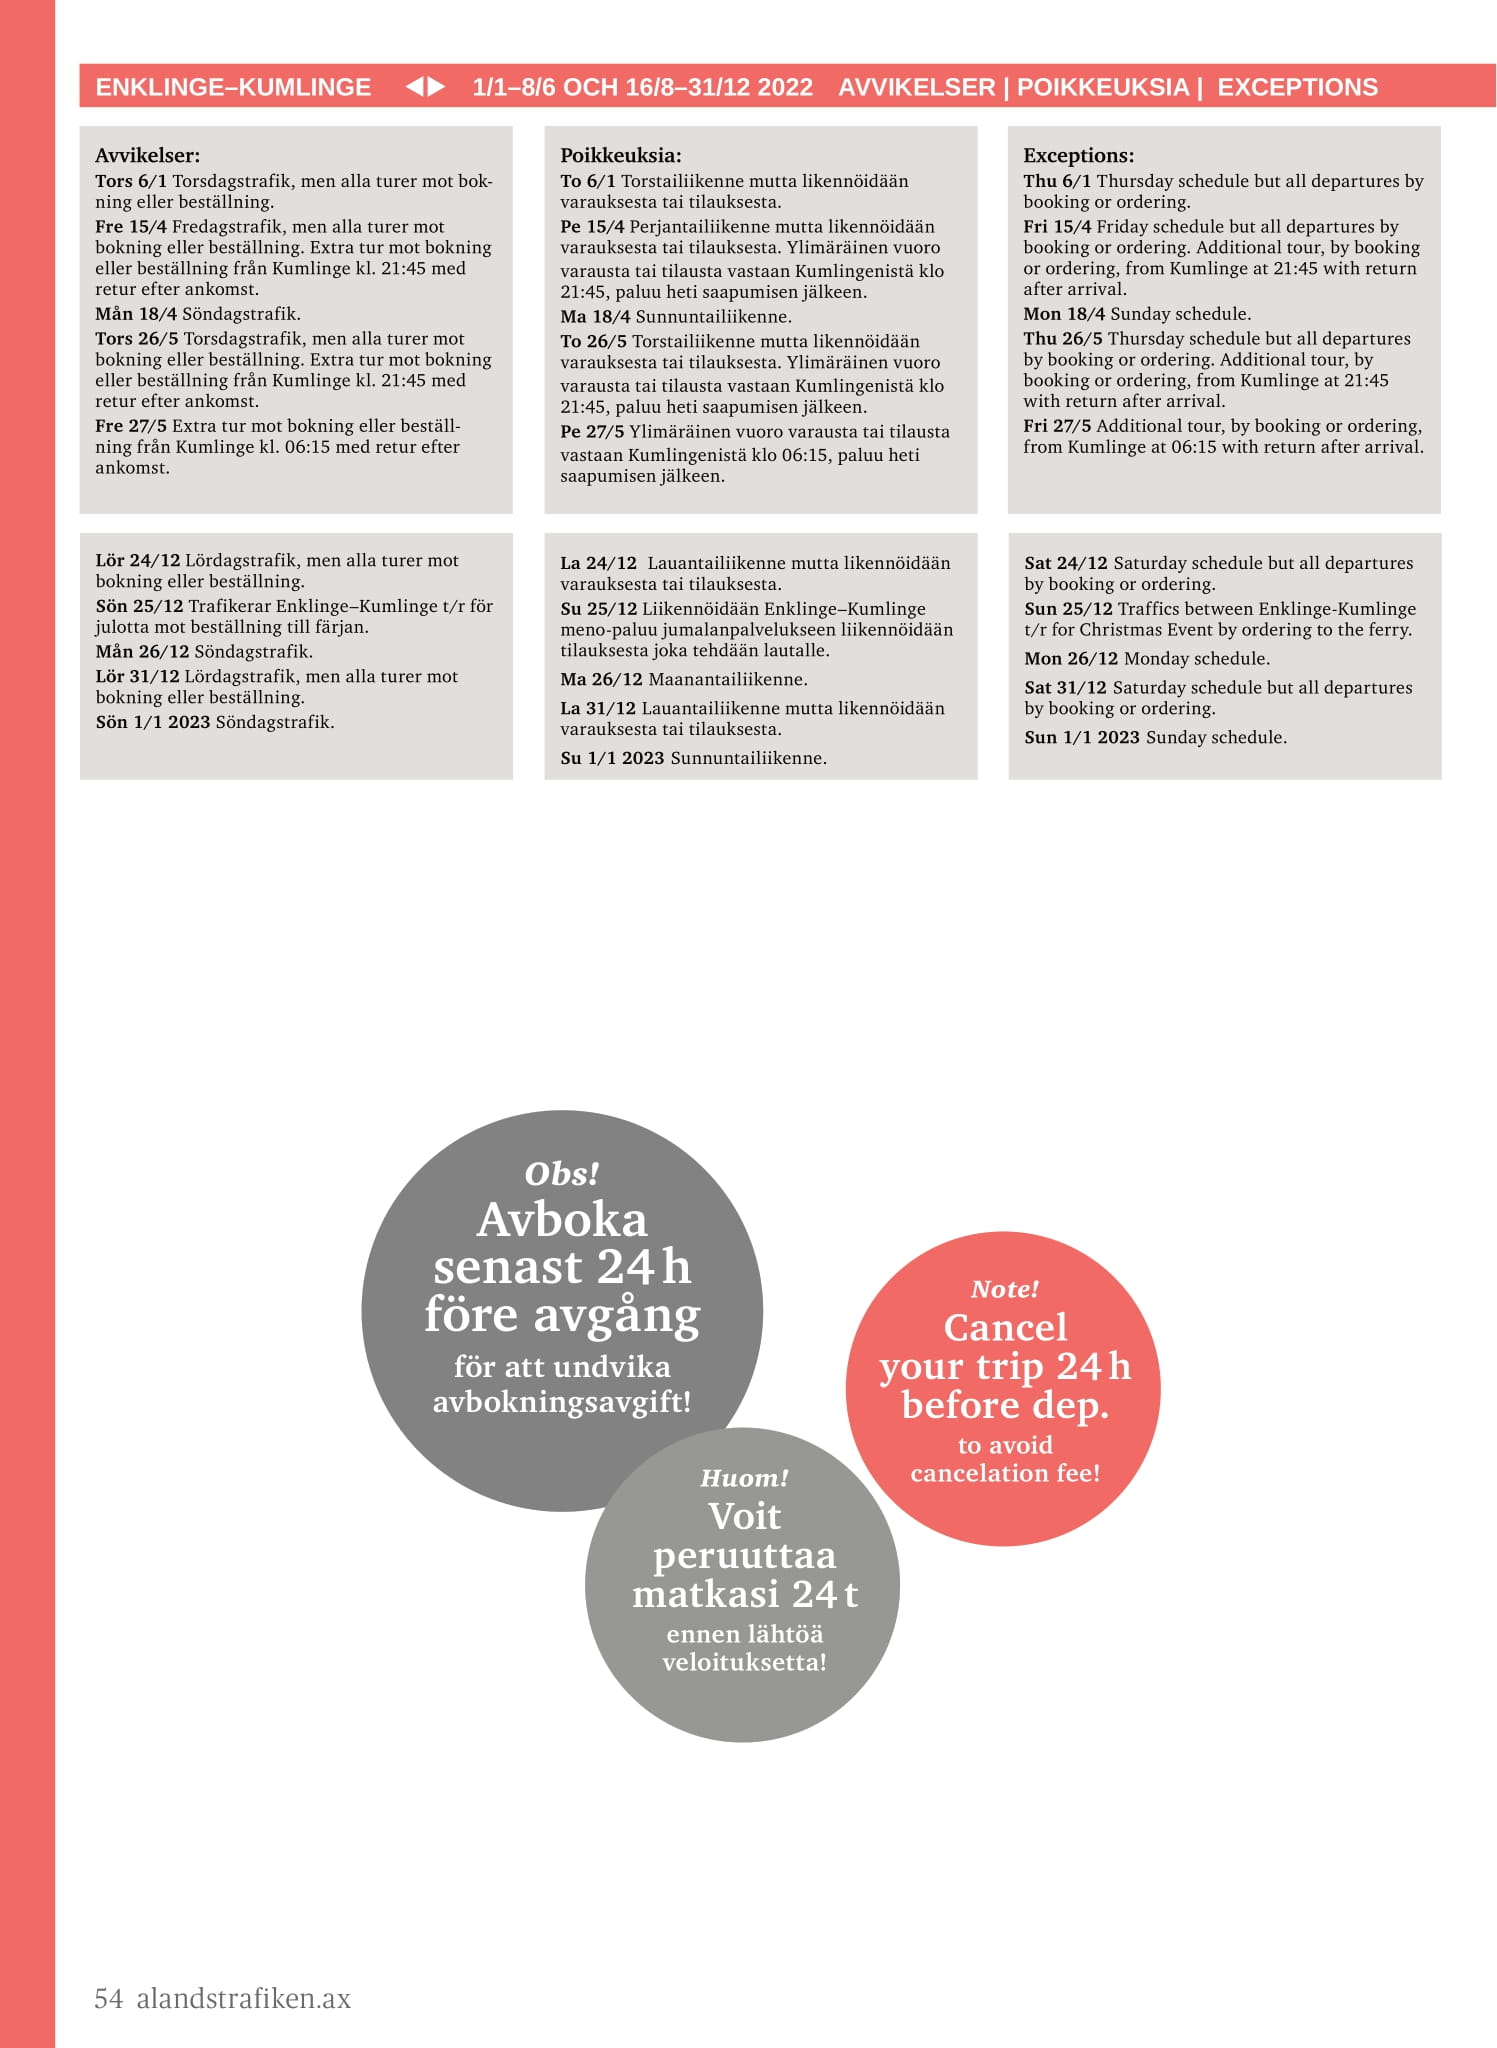 ENKLINGE–KUMLINGE ◀▶ 1/1–8/6 OCH 16/8–31/12 2022 AVVIKELSER | POIKKEUKSIA | EXCEPTIONS
Avvikelser:
Tors 6/1 Torsdagstrafik, men alla turer mot bok-
ning eller beställning.
Fre 15/4 Fredagstrafik, men alla turer mot
bokning eller beställning. Extra tur mot bokning
eller beställning från Kumlinge kl. 21:45 med
retur efter ankomst.
Mån 18/4 Söndagstrafik.
Tors 26/5 Torsdagstrafik, men alla turer mot
bokning eller beställning. Extra tur mot bokning
eller beställning från Kumlinge kl. 21:45 med
retur efter ankomst.
Fre 27/5 Extra tur mot bokning eller beställ-
ning från Kumlinge kl. 06:15 med retur efter
ankomst.
Poikkeuksia:
To 6/1 Torstailiikenne mutta likennöidään
varauksesta tai tilauksesta.
Pe 15/4 Perjantailiikenne mutta likennöidään
varauksesta tai tilauksesta. Ylimäräinen vuoro
varausta tai tilausta vastaan Kumlingenistä klo
21:45, paluu heti saapumisen jälkeen.
Ma 18/4 Sunnuntailiikenne.
To 26/5 Torstailiikenne mutta likennöidään
varauksesta tai tilauksesta. Ylimäräinen vuoro
varausta tai tilausta vastaan Kumlingenistä klo
21:45, paluu heti saapumisen jälkeen.
Pe 27/5 Ylimäräinen vuoro varausta tai tilausta
vastaan Kumlingenistä klo 06:15, paluu heti
saapumisen jälkeen.
Exceptions:
Thu 6/1 Thursday schedule but all departures by
booking or ordering.
Fri 15/4 Friday schedule but all departures by
booking or ordering. Additional tour, by booking
or ordering, from Kumlinge at 21:45 with return
after arrival.
Mon 18/4 Sunday schedule.
Thu 26/5 Thursday schedule but all departures
by booking or ordering. Additional tour, by
booking or ordering, from Kumlinge at 21:45
with return after arrival.
Fri 27/5 Additional tour, by booking or ordering,
from Kumlinge at 06:15 with return after arrival.
Lör 24/12 Lördagstrafik, men alla turer mot
bokning eller beställning.
Sön 25/12 Trafikerar Enklinge–Kumlinge t/r för
julotta mot beställning till färjan.
Mån 26/12 Söndagstrafik.
Lör 31/12 Lördagstrafik, men alla turer mot
bokning eller beställning.
Sön 1/1 2023 Söndagstrafik.
La 24/12 Lauantailiikenne mutta likennöidään
varauksesta tai tilauksesta.
Su 25/12 Liikennöidään Enklinge–Kumlinge
meno-paluu jumalanpalvelukseen liikennöidään
tilauksesta joka tehdään lautalle.
Ma 26/12 Maanantailiikenne.
La 31/12 Lauantailiikenne mutta likennöidään
varauksesta tai tilauksesta.
Su 1/1 2023 Sunnuntailiikenne.
Sat 24/12 Saturday schedule but all departures
by booking or ordering.
Sun 25/12 Traffics between Enklinge-Kumlinge
t/r for Christmas Event by ordering to the ferry.
Mon 26/12 Monday schedule.
Sat 31/12 Saturday schedule but all departures
by booking or ordering.
Sun 1/1 2023 Sunday schedule.
Obs!
Avboka
senast 24 h
före avgång
för att undvika
avbokningsavgift!
Note!
Cancel
your trip 24 h
before dep.
to avoid
cancelation fee!
Huom!
Voit
peruuttaa
matkasi 24 t
ennen lähtöä
veloituksetta!
54 alandstrafiken.ax